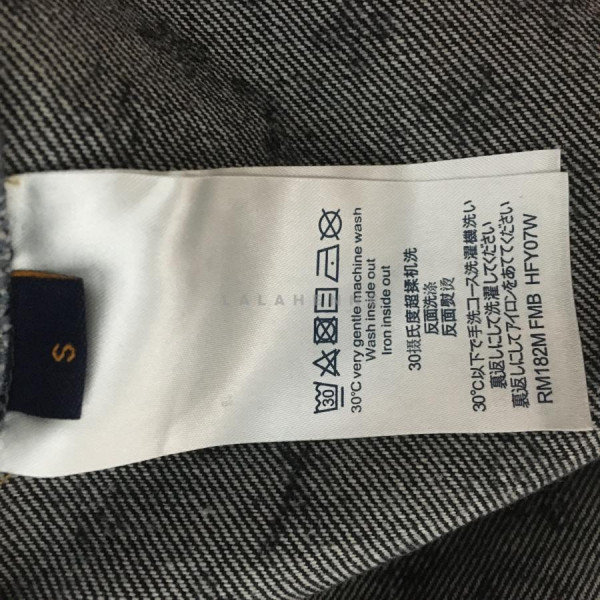 S
30
30°C very gentle machine wash
Wash inside out
Iron inside out
30摄氏度超揉机洗
反面洗涤
反面熨烫
30℃以下で手洗コース洗濯機洗い
裏返しにして洗濯してください
裏返しにしてアイロンをあててください
RM182M FMB HFY07W